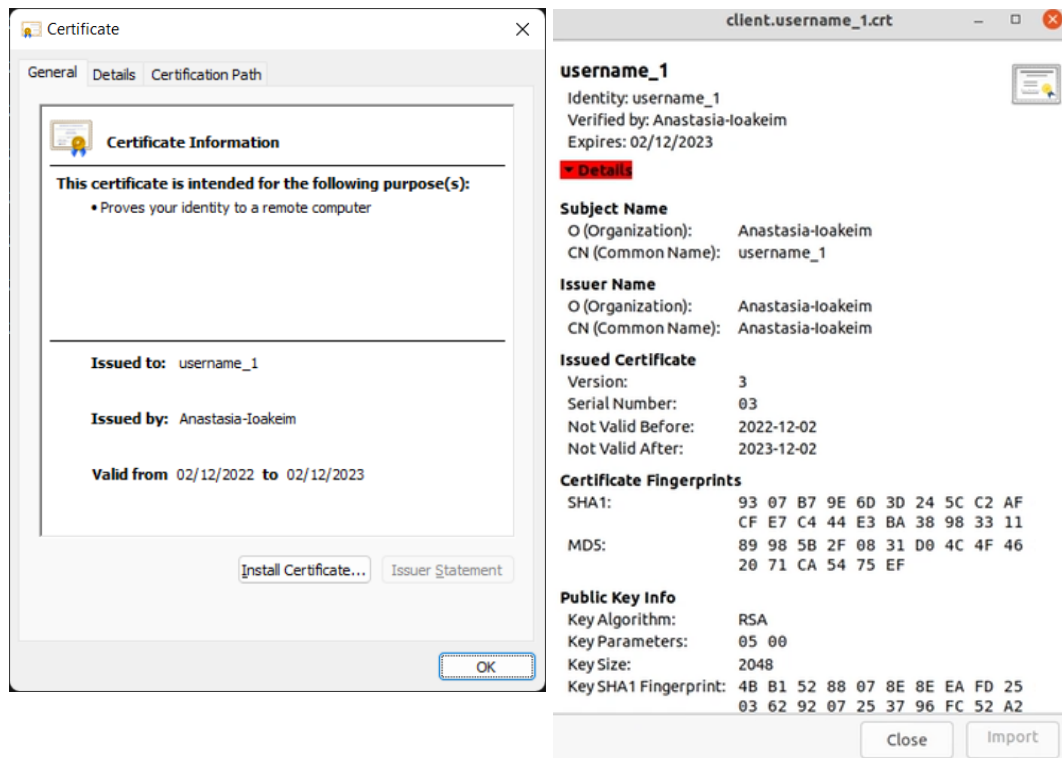 Certificate
General Details Certification Path
Certificate Information
This certificate is intended for the following purpose(s):
• Proves your identity to a remote computer
Issued to: username_1
Issued by: Anastasia-Ioakeim
Valid from 02/12/2022 to 02/12/2023
Install Certificate... Issuer Statement
OK
client.username_1.crt
username_1
Identity: username_1
Verified by: Anastasia-Ioakeim
Expires: 02/12/2023
Details
Subject Name
O (Organization): Anastasia-Ioakeim
CN (Common Name): username_1
Issuer Name
O (Organization): Anastasia-Ioakeim
CN (Common Name): Anastasia-Ioakeim
Issued Certificate
Version: 3
Serial Number: 03
Not Valid Before: 2022-12-02
Not Valid After: 2023-12-02
Certificate Fingerprints
SHA1: 93 07 B7 9E 6D 3D 24 5C C2 AF
CF E7 C4 44 E3 BA 38 98 33 11
MD5: 89 98 5B 2F 08 31 D0 4C 4F 46
20 71 CA 54 75 EF
Public Key Info
Key Algorithm: RSA
Key Parameters: 05 00
Key Size: 2048
Key SHA1 Fingerprint: 4B B1 52 88 07 8E 8E EA FD 25
03 62 92 07 25 37 96 FC 52 A2
Close Import